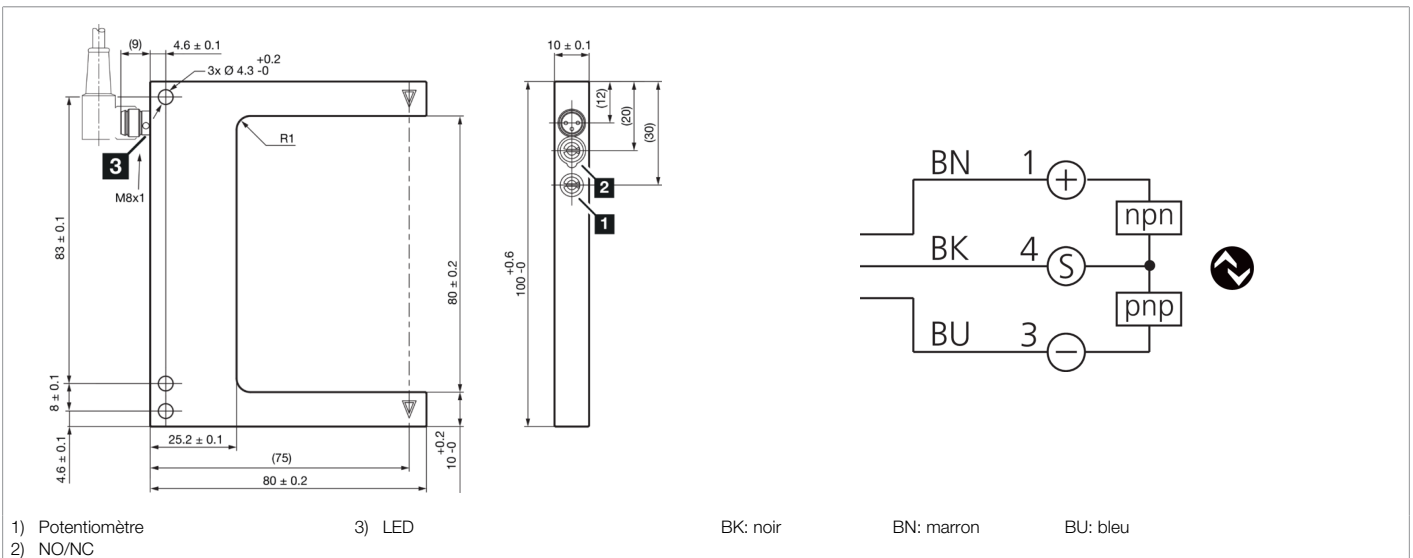 (9)
4.6 ± 0.1
3x Ø 4.3 +0.2 -0
3
M8x1
R1
83 ± 0.1
8 ± 0.1
4.6 ± 0.1
25.2 ± 0.1
(75)
80 ± 0.2
80 ± 0.2
+0.2
10 -0
10 ± 0.1
(12)
(20)
(30)
2
1
+0.6
100 -0
BN 1 +
npn
BK 4 S
pnp
BU 3 −
1) Potentiomètre
2) NO/NC
3) LED
BK: noir
BN: marron
BU: bleu